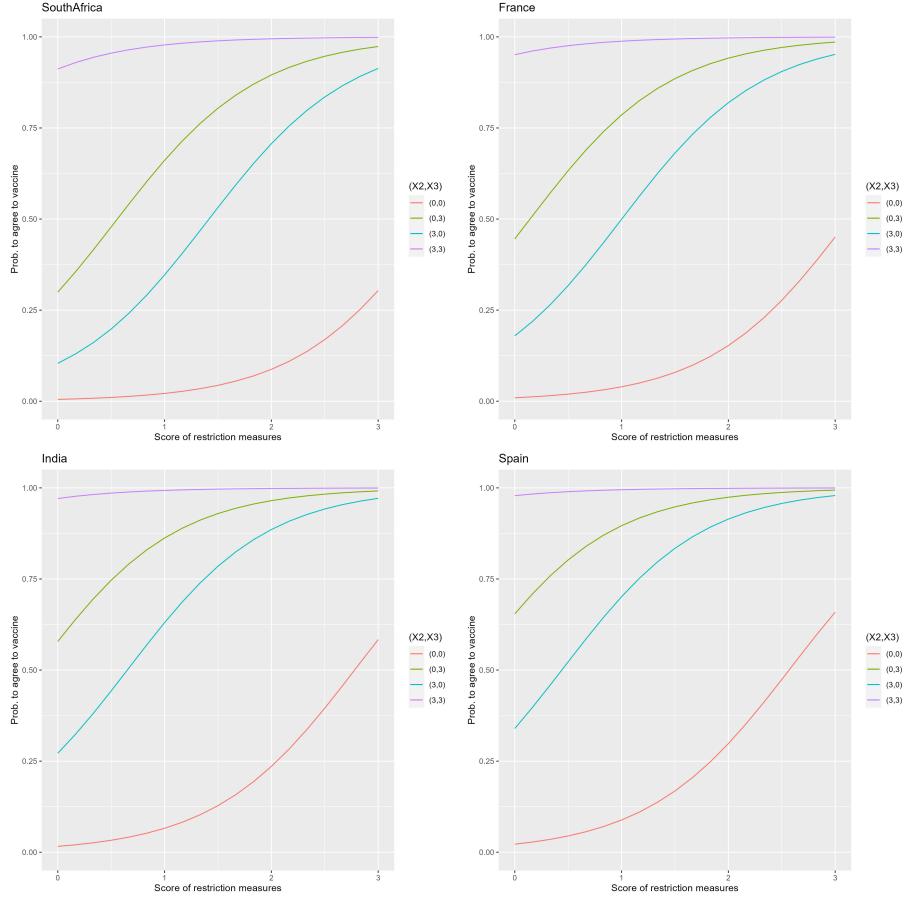 SouthAfrica
1.00
0.75
0.50
0.25
0.00
Prob. to agree to vaccine
0 1 2 3
Score of restriction measures
(X2,X3)
(0,0)
(0,3)
(3,0)
(3,3)
France
1.00
0.75
0.50
0.25
0.00
Prob. to agree to vaccine
0 1 2 3
Score of restriction measures
(X2,X3)
(0,0)
(0,3)
(3,0)
(3,3)
India
1.00
0.75
0.50
0.25
0.00
Prob. to agree to vaccine
0 1 2 3
Score of restriction measures
(X2,X3)
(0,0)
(0,3)
(3,0)
(3,3)
Spain
1.00
0.75
0.50
0.25
0.00
Prob. to agree to vaccine
0 1 2 3
Score of restriction measures
(X2,X3)
(0,0)
(0,3)
(3,0)
(3,3)